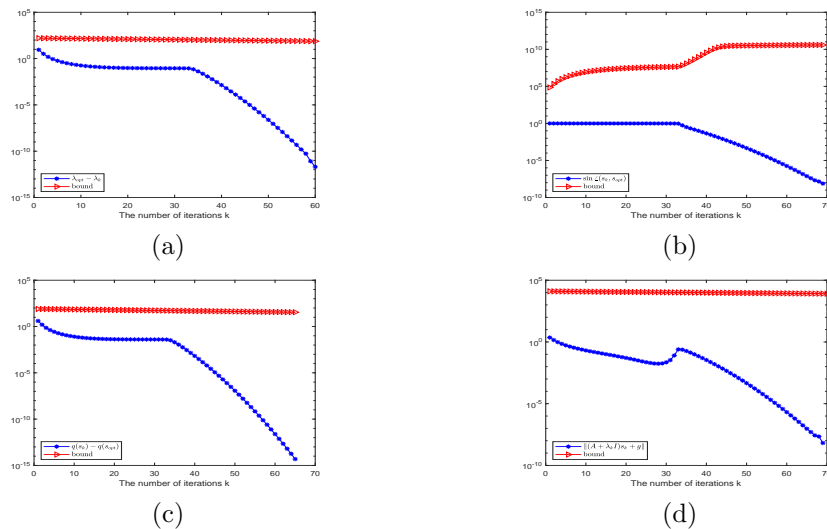 10^5
10^0
10^-5
10^-10
10^-15
0 10 20 30 40 50 60
The number of iterations k
λ_opt − λ_k
bound
(a)
10^15
10^10
10^5
10^0
10^-5
10^-10
0 10 20 30 40 50 60 70
The number of iterations k
sin ∠(s_k, s_opt)
bound
(b)
10^5
10^0
10^-5
10^-10
10^-15
0 10 20 30 40 50 60 70
The number of iterations k
q(s_k) − q(s_opt)
bound
(c)
10^5
10^0
10^-5
10^-10
0 10 20 30 40 50 60 70
The number of iterations k
‖(A + λ_k I)s_k + g‖
bound
(d)